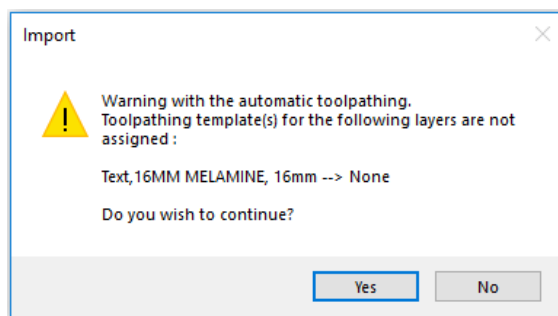 Import
Warning with the automatic toolpathing.
Toolpathing template(s) for the following layers are not
assigned :
Text,16MM MELAMINE, 16mm --> None
Do you wish to continue?
Yes
No